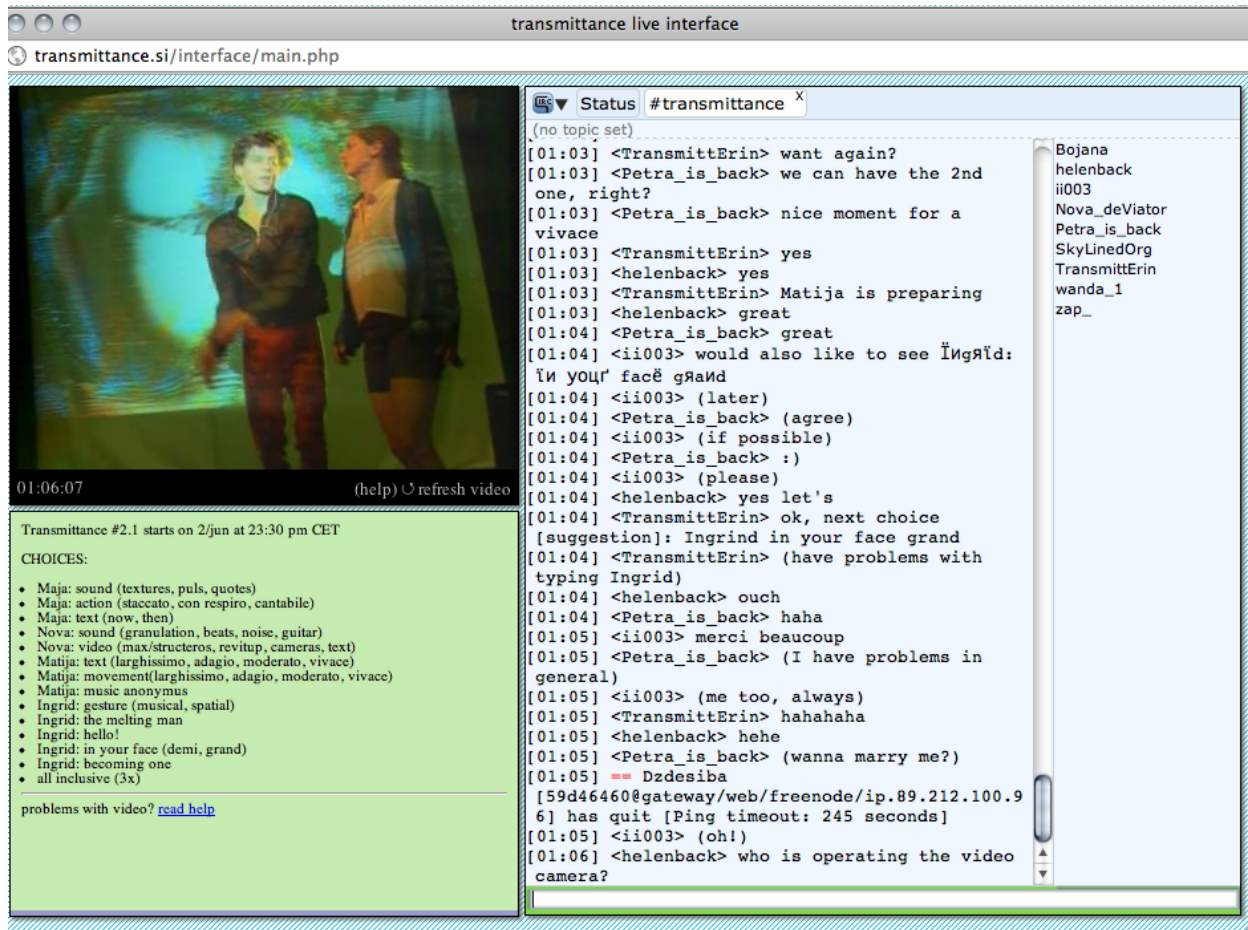 transmittance live interface
transmittance.si/interface/main.php
01:06:07
(help) refresh video
Transmittance #2.1 starts on 2/jun at 23:30 pm CET
CHOICES:
Maja: sound (textures, puls, quotes)
Maja: action (staccato, con respiro, cantabile)
Maja: text (now, then)
Nova: sound (granulation, beats, noise, guitar)
Nova: video (max/structeros, revitup, cameras, text)
Matija: text (larghissimo, adagio, moderato, vivace)
Matija: movement(larghissimo, adagio, moderato, vivace)
Matija: music anonymus
Ingrid: gesture (musical, spatial)
Ingrid: the melting man
Ingrid: hello!
Ingrid: in your face (demi, grand)
Ingrid: becoming one
all inclusive (3x)
problems with video? read help
IRC
Status
#transmittance
x
(no topic set)
[01:03] <TransmittErin> want again?
[01:03] <Petra_is_back> we can have the 2nd
one, right?
[01:03] <Petra_is_back> nice moment for a
vivace
[01:03] <TransmittErin> yes
[01:03] <helenback> yes
[01:03] <TransmittErin> Matija is preparing
[01:03] <helenback> great
[01:04] <Petra_is_back> great
[01:04] <ii003> would also like to see ЇИgЯїd:
їи уоцґ facё gЯаИd
[01:04] <ii003> (later)
[01:04] <Petra_is_back> (agree)
[01:04] <ii003> (if possible)
[01:04] <Petra_is_back> :)
[01:04] <ii003> (please)
[01:04] <helenback> yes let's
[01:04] <TransmittErin> ok, next choice
[suggestion]: Ingrind in your face grand
[01:04] <TransmittErin> (have problems with
typing Ingrid)
[01:04] <helenback> ouch
[01:04] <Petra_is_back> haha
[01:05] <ii003> merci beaucoup
[01:05] <Petra_is_back> (I have problems in
general)
[01:05] <ii003> (me too, always)
[01:05] <TransmittErin> hahahaha
[01:05] <helenback> hehe
[01:05] <Petra_is_back> (wanna marry me?)
[01:05] == Dzdesiba
[59d46460@gateway/web/freenode/ip.89.212.100.9
6] has quit [Ping timeout: 245 seconds]
[01:05] <ii003> (oh!)
[01:06] <helenback> who is operating the video
camera?
Bojana
helenback
ii003
Nova_deViator
Petra_is_back
SkyLinedOrg
TransmittErin
wanda_1
zap_